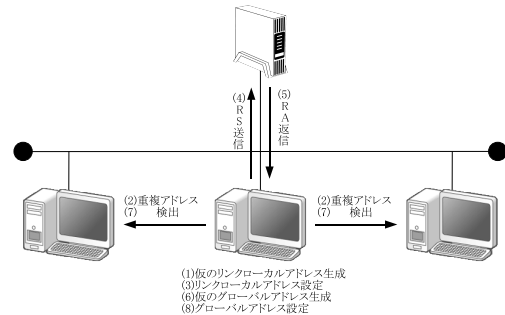 (4)RS送信
(5)RA返信
(2)重複アドレス
(7)　　検出
(2)重複アドレス
(7)　　検出
(1)仮のリンクローカルアドレス生成
(3)リンクローカルアドレス設定
(6)仮のグローバルアドレス生成
(8)グローバルアドレス設定